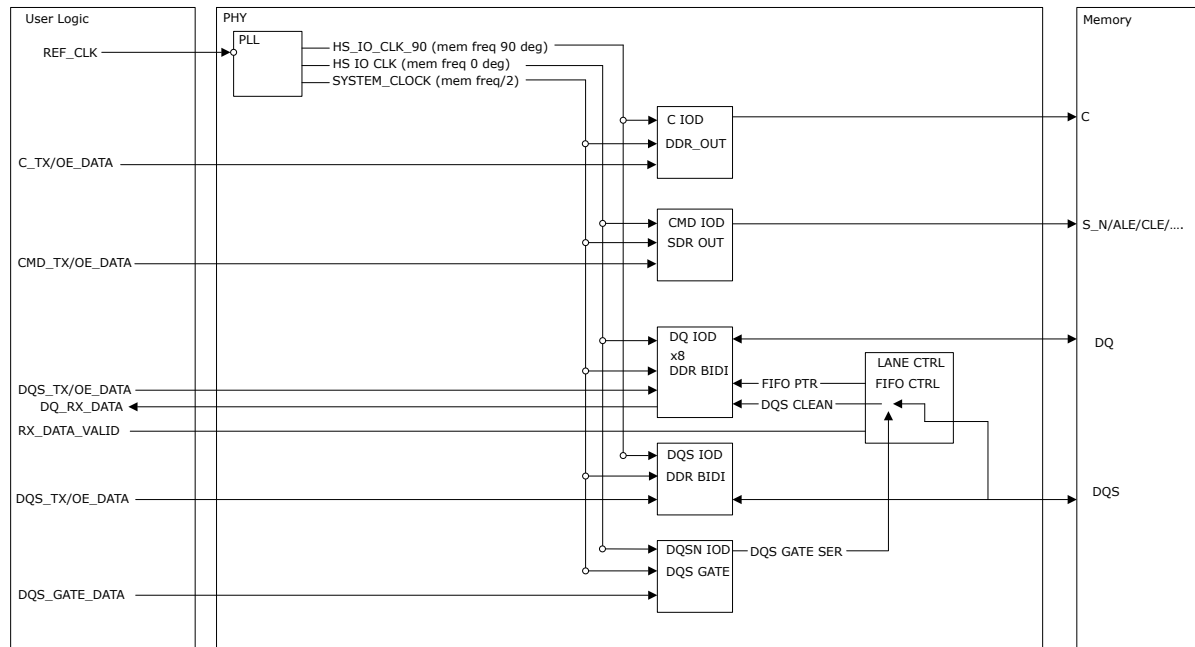 User Logic
PHY
Memory
PLL
REF_CLK
HS_IO_CLK_90 (mem freq 90 deg)
HS IO CLK (mem freq 0 deg)
SYSTEM_CLOCK (mem freq/2)
C IOD
C
DDR_OUT
C_TX/OE_DATA
CMD IOD
S_N/ALE/CLE/....
SDR OUT
CMD_TX/OE_DATA
DQ IOD
DQ
x8
LANE CTRL
DDR BIDI
FIFO PTR
FIFO CTRL
DQS_TX/OE_DATA
DQ_RX_DATA
DQS CLEAN
RX_DATA_VALID
DQS IOD
DDR BIDI
DQS_TX/OE_DATA
DQS
DQSN IOD
DQS GATE SER
DQS GATE
DQS_GATE_DATA